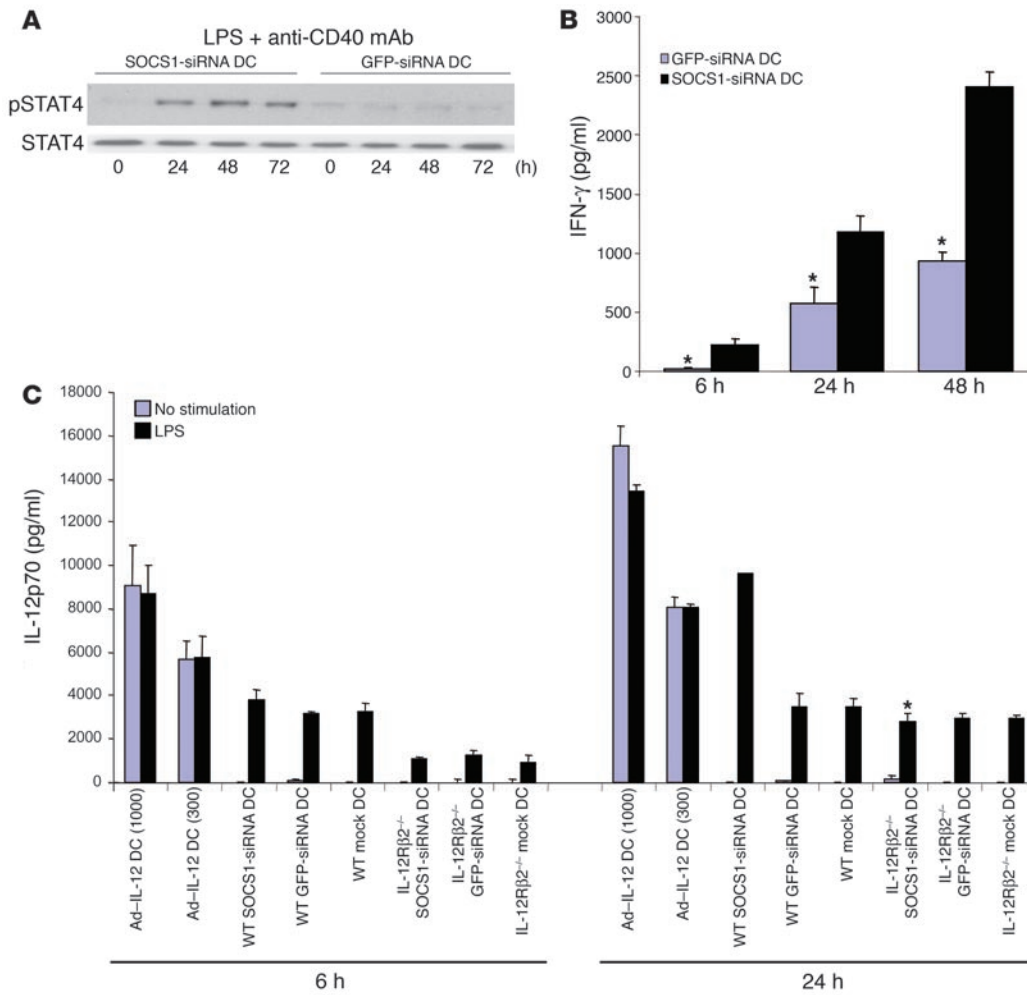 A
LPS + anti-CD40 mAb
SOCS1-siRNA DC GFP-siRNA DC
pSTAT4
STAT4
0 24 48 72 0 24 48 72 (h)
B
IFN-γ (pg/ml)
3000
2500
2000
1500
1000
500
0
GFP-siRNA DC
SOCS1-siRNA DC
*
*
*
6 h 24 h 48 h
C
IL-12p70 (pg/ml)
18000
16000
14000
12000
10000
8000
6000
4000
2000
0
No stimulation
LPS
*
Ad–IL-12 DC (1000)
Ad–IL-12 DC (300)
WT SOCS1-siRNA DC
WT GFP-siRNA DC
WT mock DC
IL-12Rβ2–/–
SOCS1-siRNA DC
IL-12Rβ2–/–
GFP-siRNA DC
IL-12Rβ2–/– mock DC
6 h
Ad–IL-12 DC (1000)
Ad–IL-12 DC (300)
WT SOCS1-siRNA DC
WT GFP-siRNA DC
WT mock DC
IL-12Rβ2–/–
SOCS1-siRNA DC
IL-12Rβ2–/–
GFP-siRNA DC
IL-12Rβ2–/– mock DC
24 h